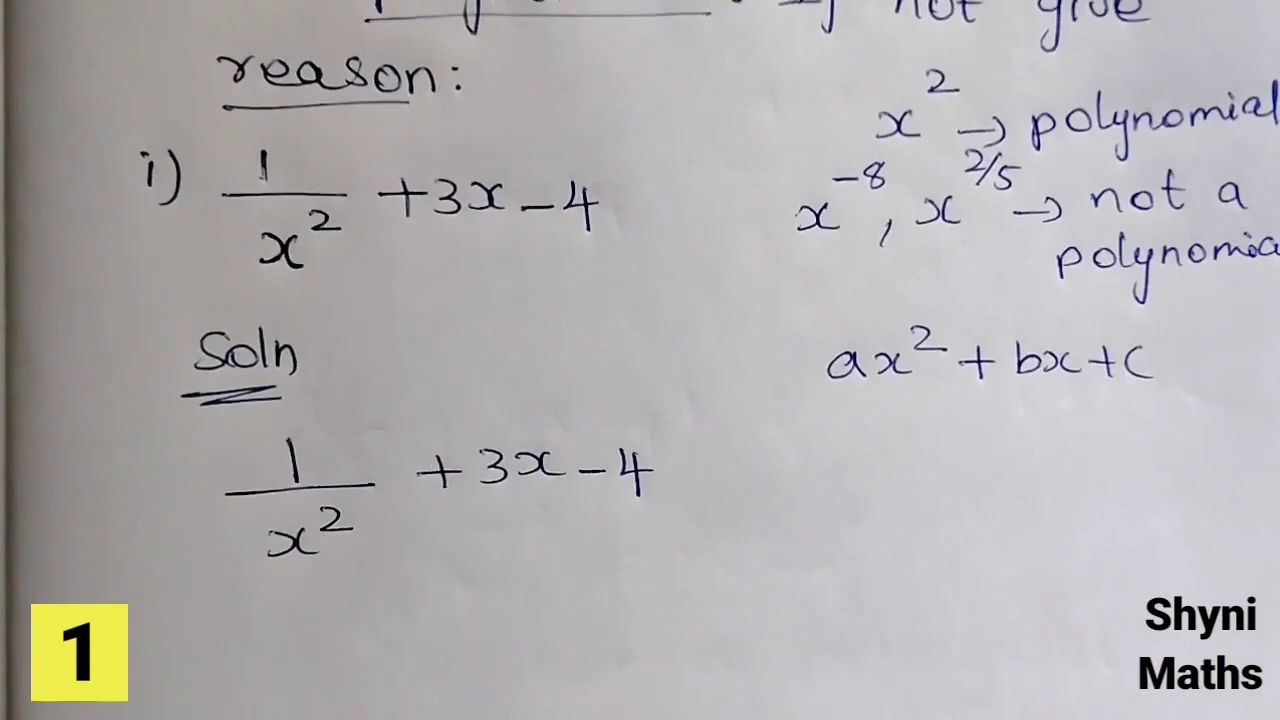 not give
reason:
x² → polynomial
i) 1/x² + 3x - 4
x⁻⁸, x^2/5 → not a
polynomia
Soln
ax² + bx + c
1/x² + 3x - 4
1
Shyni
Maths